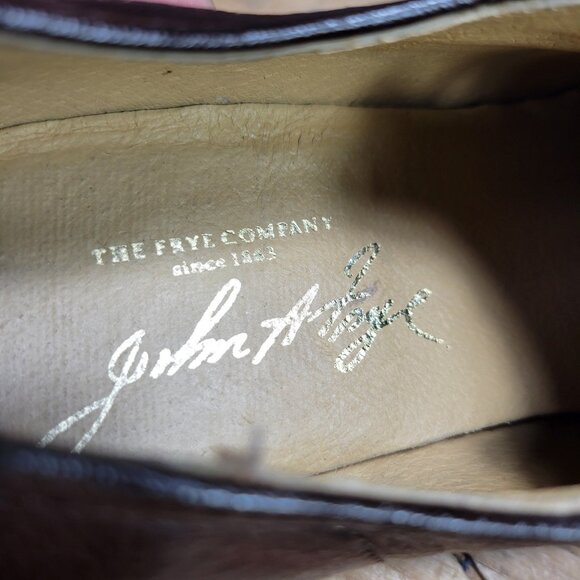 THE FRYE COMPANY
since 1863
John A. Frye